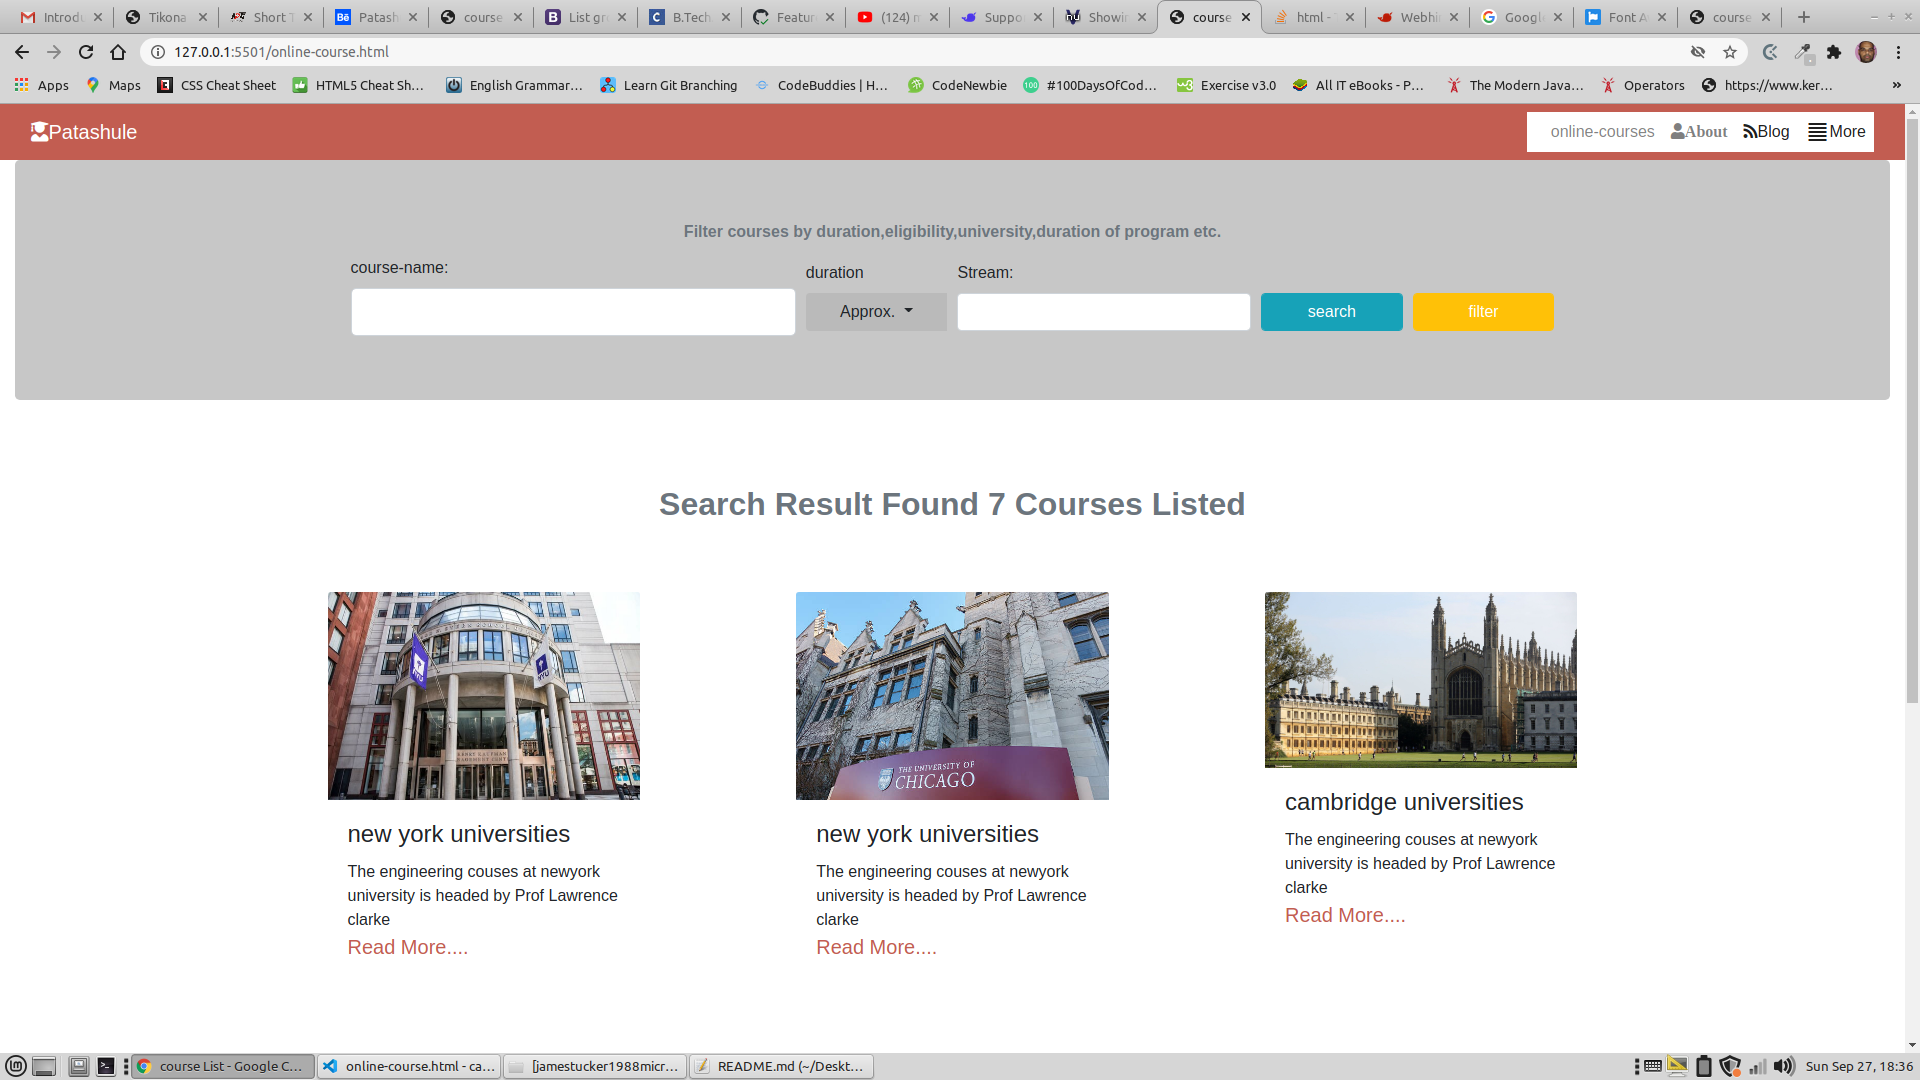 Introdu
Tikona
Short T
Patash
course
List gr
B.Tech
Featur
(124) n
Suppo
Showin
course
html -
Webhi
Googl
Font A
course
127.0.0.1:5501/online-course.html
Apps
Maps
CSS Cheat Sheet
HTML5 Cheat Sh...
English Grammar...
Learn Git Branching
CodeBuddies | H...
CodeNewbie
#100DaysOfCod...
Exercise v3.0
All IT eBooks - P...
The Modern Java...
Operators
https://www.ker...
»
Patashule
online-courses
About
Blog
More
Filter courses by duration,eligibility,university,duration of program etc.
course-name:
duration
Stream:
Approx.
search
filter
Search Result Found 7 Courses Listed
NYU
NYU
THE UNIVERSITY OF
CHICAGO
new york universities
The engineering couses at newyork
university is headed by Prof Lawrence
clarke
Read More....
new york universities
The engineering couses at newyork
university is headed by Prof Lawrence
clarke
Read More....
cambridge universities
The engineering couses at newyork
university is headed by Prof Lawrence
clarke
Read More....
course List - Google C...
online-course.html - ca...
[jamestucker1988micr...
README.md (~/Deskt...
Sun Sep 27, 18:36